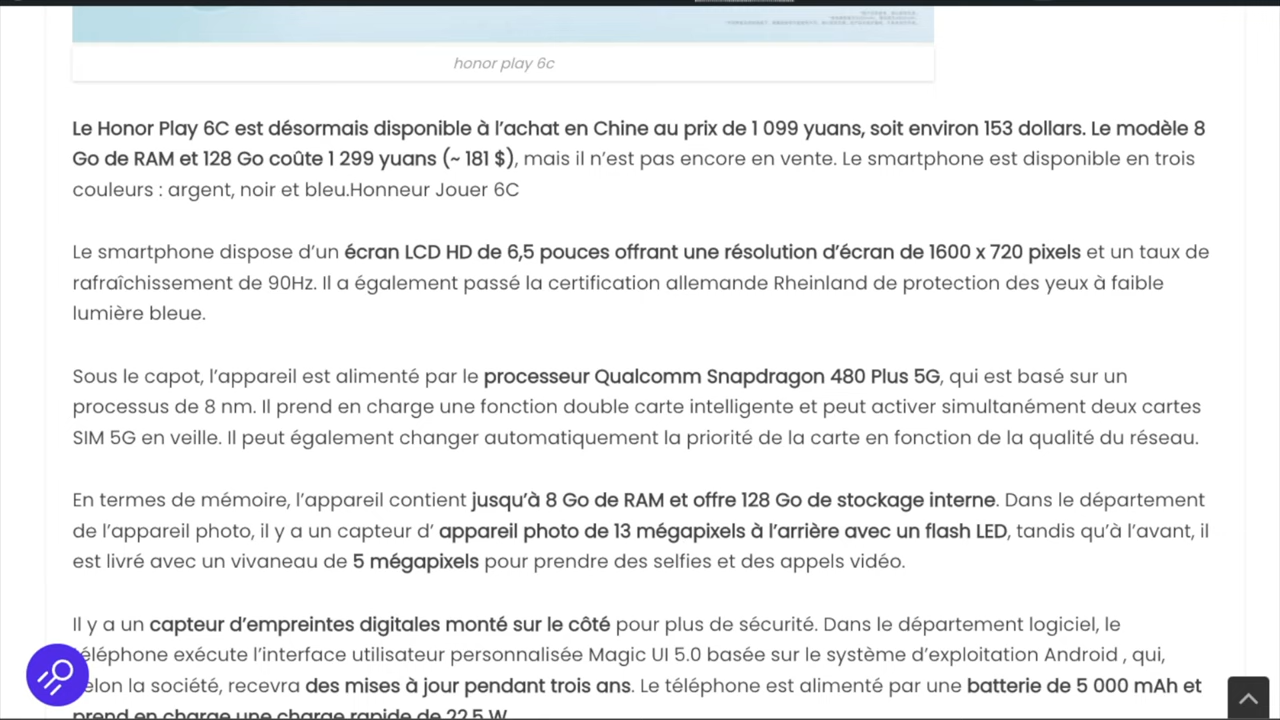 honor play 6c
Le Honor Play 6C est désormais disponible à l’achat en Chine au prix de 1 099 yuans, soit environ 153 dollars. Le modèle 8
Go de RAM et 128 Go coûte 1 299 yuans (~ 181 $), mais il n’est pas encore en vente. Le smartphone est disponible en trois
couleurs : argent, noir et bleu.Honneur Jouer 6C
Le smartphone dispose d’un écran LCD HD de 6,5 pouces offrant une résolution d’écran de 1600 x 720 pixels et un taux de
rafraîchissement de 90Hz. Il a également passé la certification allemande Rheinland de protection des yeux à faible
lumière bleue.
Sous le capot, l’appareil est alimenté par le processeur Qualcomm Snapdragon 480 Plus 5G, qui est basé sur un
processus de 8 nm. Il prend en charge une fonction double carte intelligente et peut activer simultanément deux cartes
SIM 5G en veille. Il peut également changer automatiquement la priorité de la carte en fonction de la qualité du réseau.
En termes de mémoire, l’appareil contient jusqu’à 8 Go de RAM et offre 128 Go de stockage interne. Dans le département
de l’appareil photo, il y a un capteur d’ appareil photo de 13 mégapixels à l’arrière avec un flash LED, tandis qu’à l’avant, il
est livré avec un vivaneau de 5 mégapixels pour prendre des selfies et des appels vidéo.
Il y a un capteur d’empreintes digitales monté sur le côté pour plus de sécurité. Dans le département logiciel, le
téléphone exécute l’interface utilisateur personnalisée Magic UI 5.0 basée sur le système d’exploitation Android , qui,
selon la société, recevra des mises à jour pendant trois ans. Le téléphone est alimenté par une batterie de 5 000 mAh et
prend en charge une charge rapide de 22,5 W.